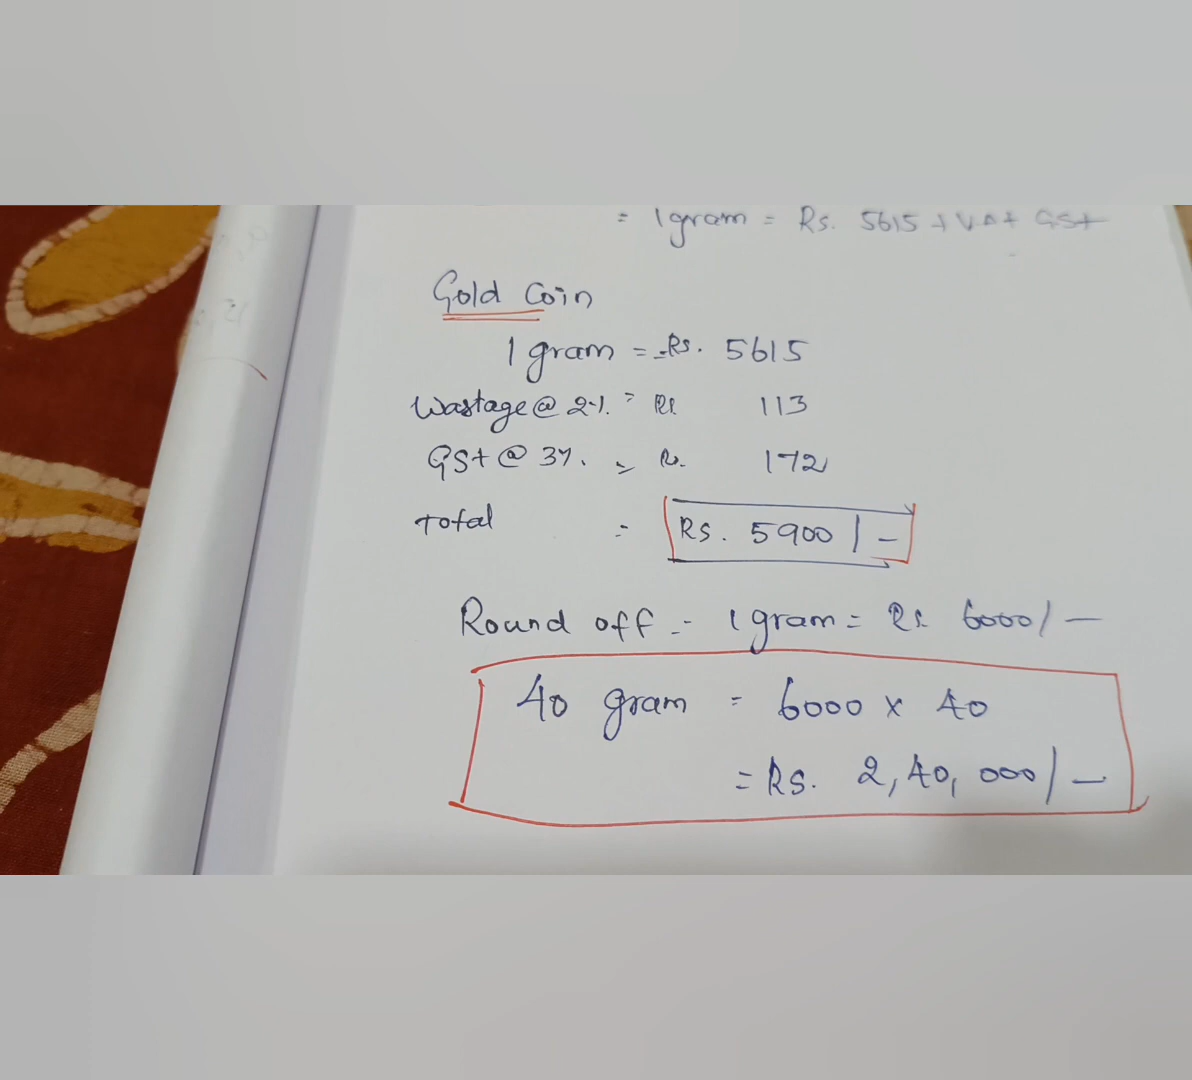 = 1 gram = Rs. 5615 + VA + GSt
Gold Coin
1 gram = Rs. 5615
Wastage @ 2%. = Rs. 113
GSt @ 3%. = Rs. 172
total = Rs. 5900/-
Round off = 1 gram = Rs. 6000/-
40 gram = 6000 x 40
= Rs. 2,40,000/-